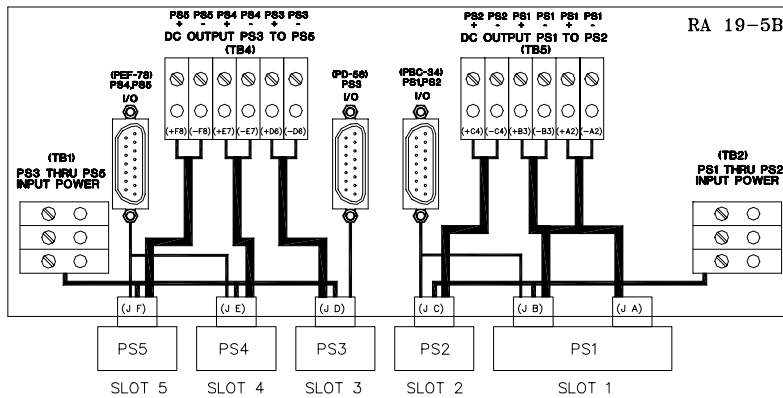 RA 19-5B
PS5 PS5 PS4 PS4 PS3 PS3
+ - + - + -
DC OUTPUT PS3 TO PS5
(TB4)
PS2 PS2 PS1 PS1 PS1 PS1
+ - + - + -
DC OUTPUT PS1 TO PS2
(TB5)
(PEF-78)
PS4,PS5
I/O
(PD-56)
PS3
I/O
(PBC-34)
PS1,PS2
I/O
(+F8) (-F8) (+E7) (-E7) (+D6) (-D6)
(+C4) (-C4) (+B3) (-B3) (+A2) (-A2)
(TB1)
PS3 THRU PS5
INPUT POWER
(TB2)
PS1 THRU PS2
INPUT POWER
(J F) (J E) (J D) (J C) (J B) (J A)
PS5 PS4 PS3 PS2 PS1
SLOT 5 SLOT 4 SLOT 3 SLOT 2 SLOT 1